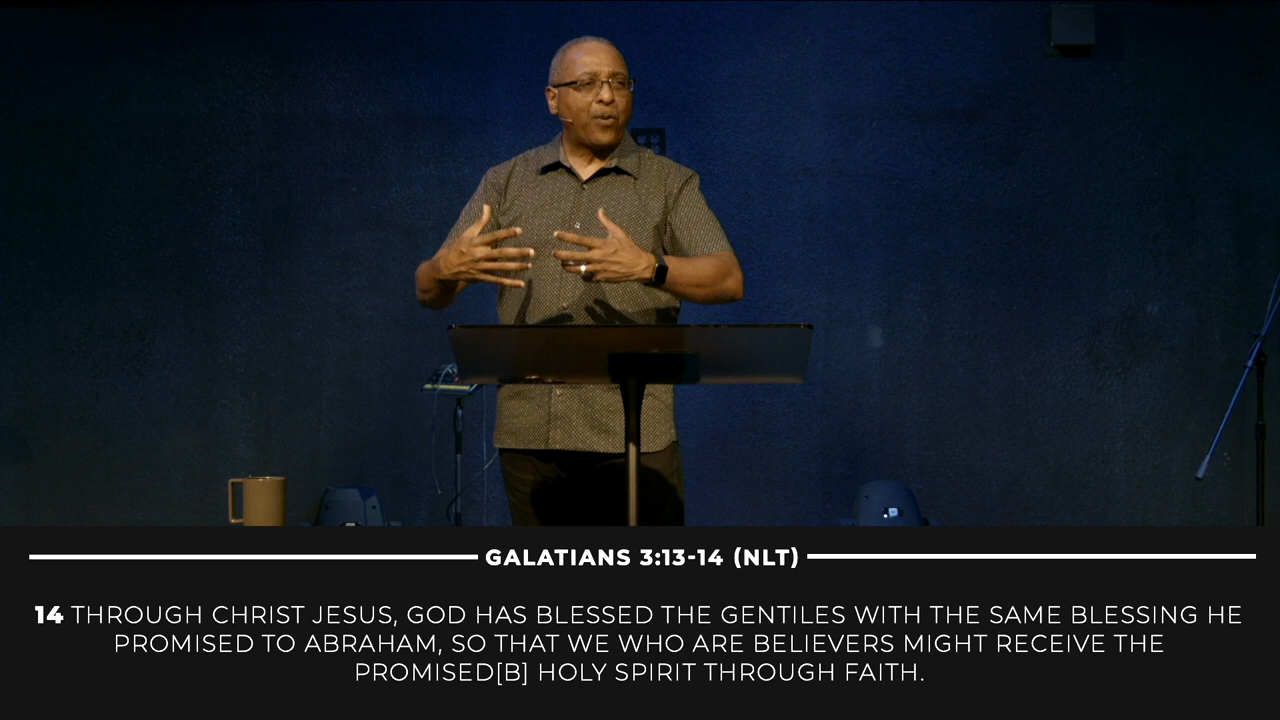 GALATIANS 3:13-14 (NLT)
14 THROUGH CHRIST JESUS, GOD HAS BLESSED THE GENTILES WITH THE SAME BLESSING HE
PROMISED TO ABRAHAM, SO THAT WE WHO ARE BELIEVERS MIGHT RECEIVE THE
PROMISED[B] HOLY SPIRIT THROUGH FAITH.